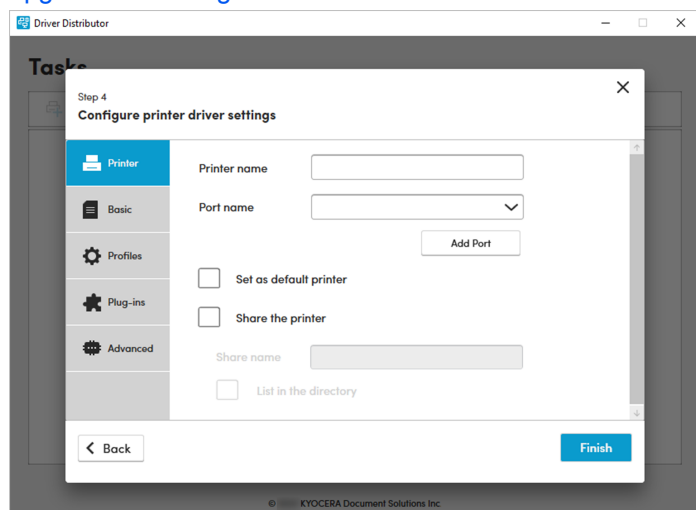 Driver Distributor
Tasks
Step 4
Configure printer driver settings
Printer
Printer name
Basic
Port name
Add Port
Profiles
Set as default printer
Plug-ins
Share the printer
Advanced
Share name
List in the directory
Back
Finish
© KYOCERA Document Solutions Inc.